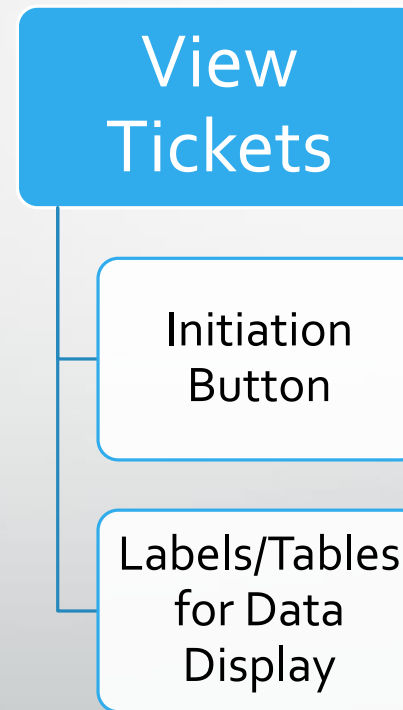 View
Tickets
Initiation
Button
Labels/Tables
for Data
Display